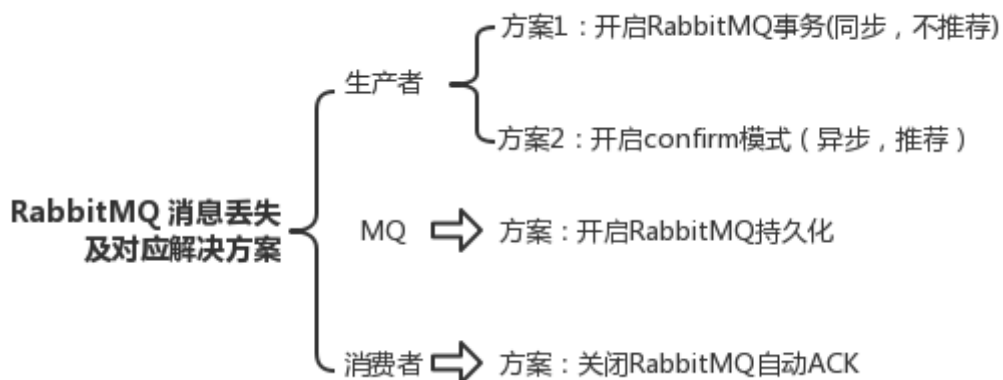 方案1：开启RabbitMQ事务(同步，不推荐)
生产者
方案2：开启confirm模式（异步，推荐）
RabbitMQ 消息丢失
及对应解决方案
MQ
方案：开启RabbitMQ持久化
消费者
方案：关闭RabbitMQ自动ACK